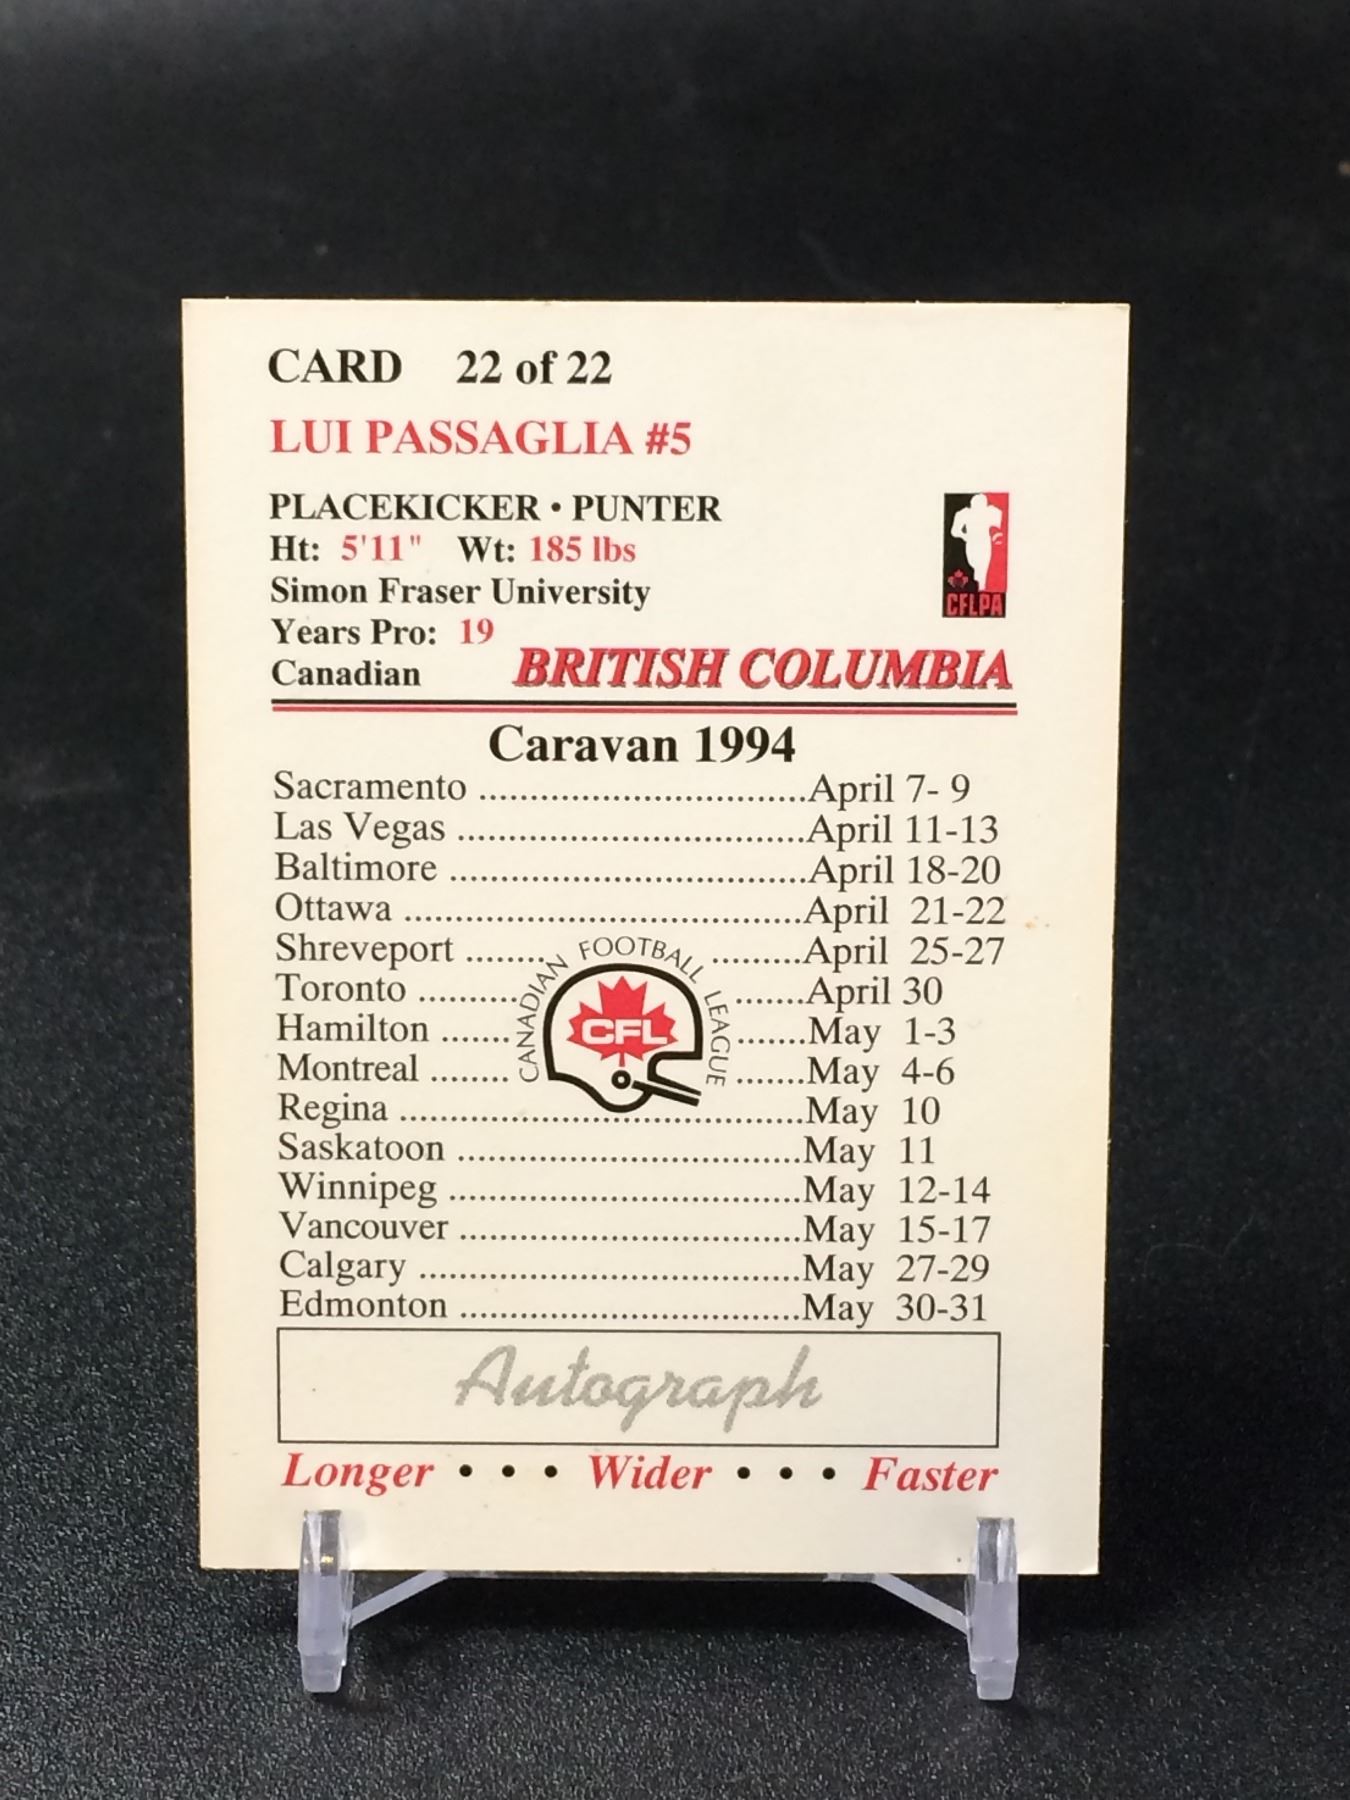 CARD 22 of 22
LUI PASSAGLIA #5
PLACEKICKER • PUNTER
Ht: 5'11" Wt: 185 lbs
Simon Fraser University
Years Pro: 19
Canadian
CFLPA
BRITISH COLUMBIA
Caravan 1994
Sacramento ................................April 7- 9
Las Vegas ..................................April 11-13
Baltimore ...................................April 18-20
Ottawa .......................................April 21-22
Shreveport ........ .........April 25-27
Toronto .......... .......April 30
Hamilton ....... .......May 1-3
Montreal ........ .......May 4-6
CANADIAN FOOTBALL LEAGUE
CFL
Regina ........................................May 10
Saskatoon ..................................May 11
Winnipeg ...................................May 12-14
Vancouver ..................................May 15-17
Calgary ......................................May 27-29
Edmonton ..................................May 30-31
Autograph
Longer • • • Wider • • • Faster